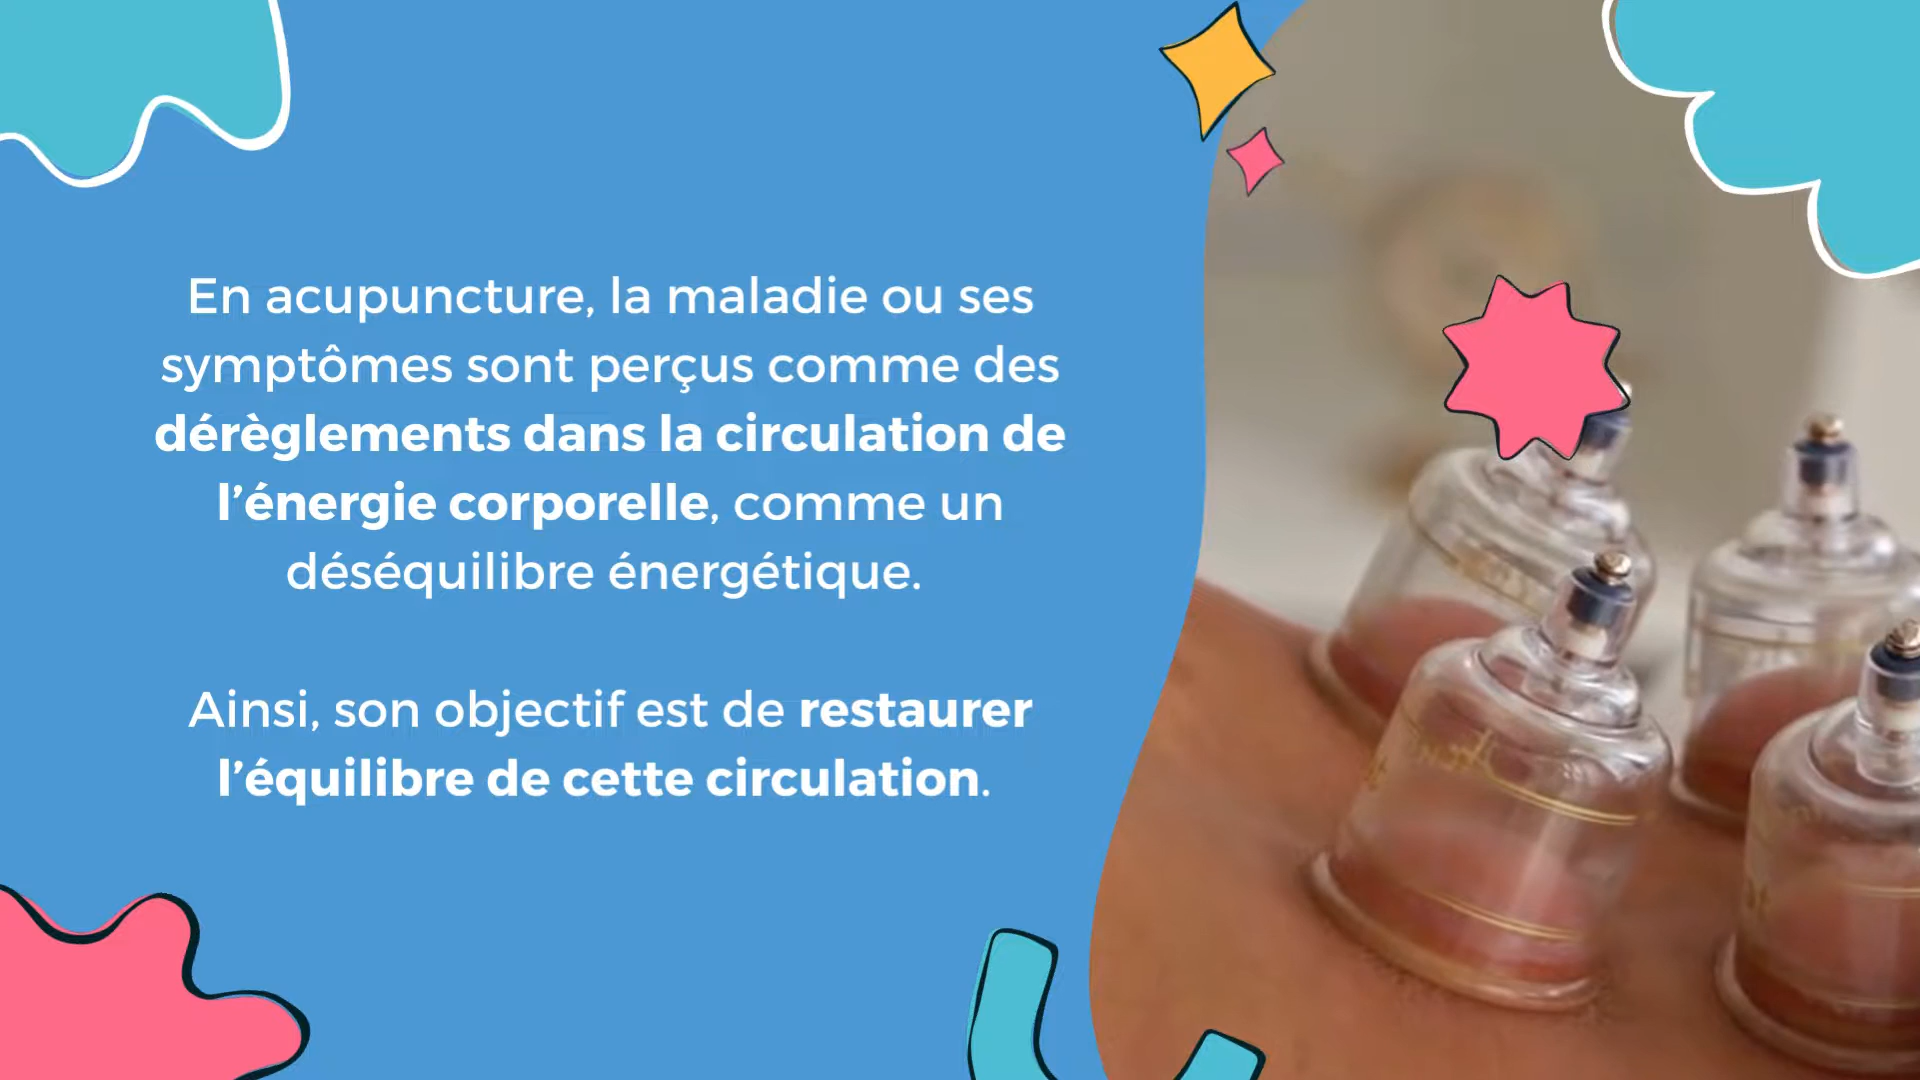 En acupuncture, la maladie ou ses
symptômes sont perçus comme des
dérèglements dans la circulation de
l’énergie corporelle, comme un
déséquilibre énergétique.
Ainsi, son objectif est de restaurer
l’équilibre de cette circulation.